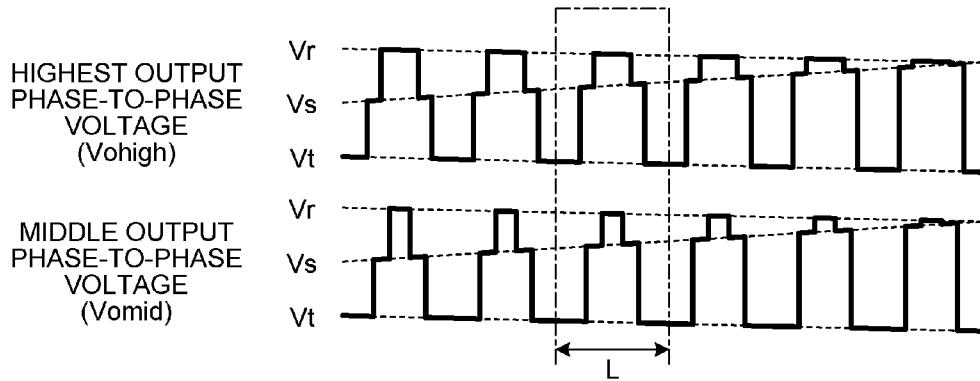 HIGHEST OUTPUT
PHASE-TO-PHASE
VOLTAGE
(Vohigh)
Vr
Vs
Vt
MIDDLE OUTPUT
PHASE-TO-PHASE
VOLTAGE
(Vomid)
Vr
Vs
Vt
L